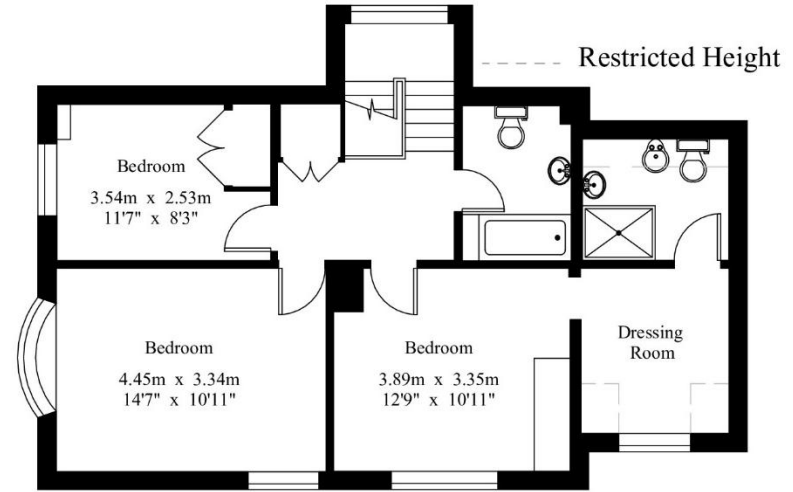 Restricted Height
Bedroom
3.54m x 2.53m
11'7" x 8'3"
Bedroom
4.45m x 3.34m
14'7" x 10'11"
Bedroom
3.89m x 3.35m
12'9" x 10'11"
Dressing
Room